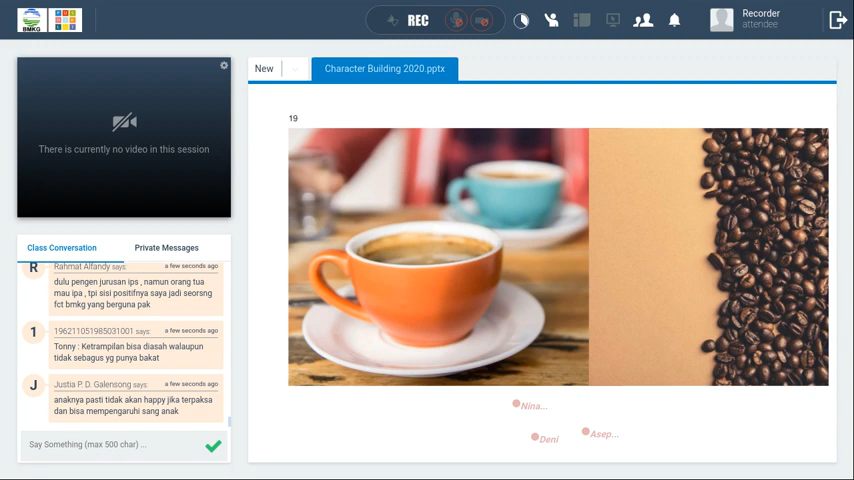 BMKG
REC
Recorder
attendee
There is currently no video in this session
New
Character Building 2020.pptx
19
Nina...
Deni
Asep...
Class Conversation
Private Messages
R
Rahmat Alfandy says:
a few seconds ago
dulu pengen jurusan ips , namun orang tua
mau ipa , tpi sisi positifnya saya jadi seorsng
fct bmkg yang berguna pak
1
196211051985031001 says:
a few seconds ago
Tonny : Ketrampilan bisa diasah walaupun
tidak sebagus yg punya bakat
J
Justia P. D. Galensong says:
a few seconds ago
anaknya pasti tidak akan happy jika terpaksa
dan bisa mempengaruhi sang anak
Say Something (max 500 char) ...